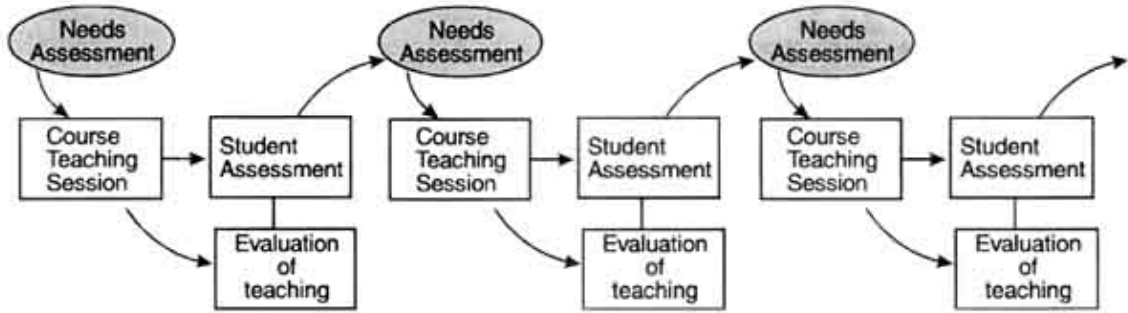 Needs
Assessment
Needs
Assessment
Needs
Assessment
Course
Teaching
Session
Student
Assessment
Course
Teaching
Session
Student
Assessment
Course
Teaching
Session
Student
Assessment
Evaluation
of
teaching
Evaluation
of
teaching
Evaluation
of
teaching